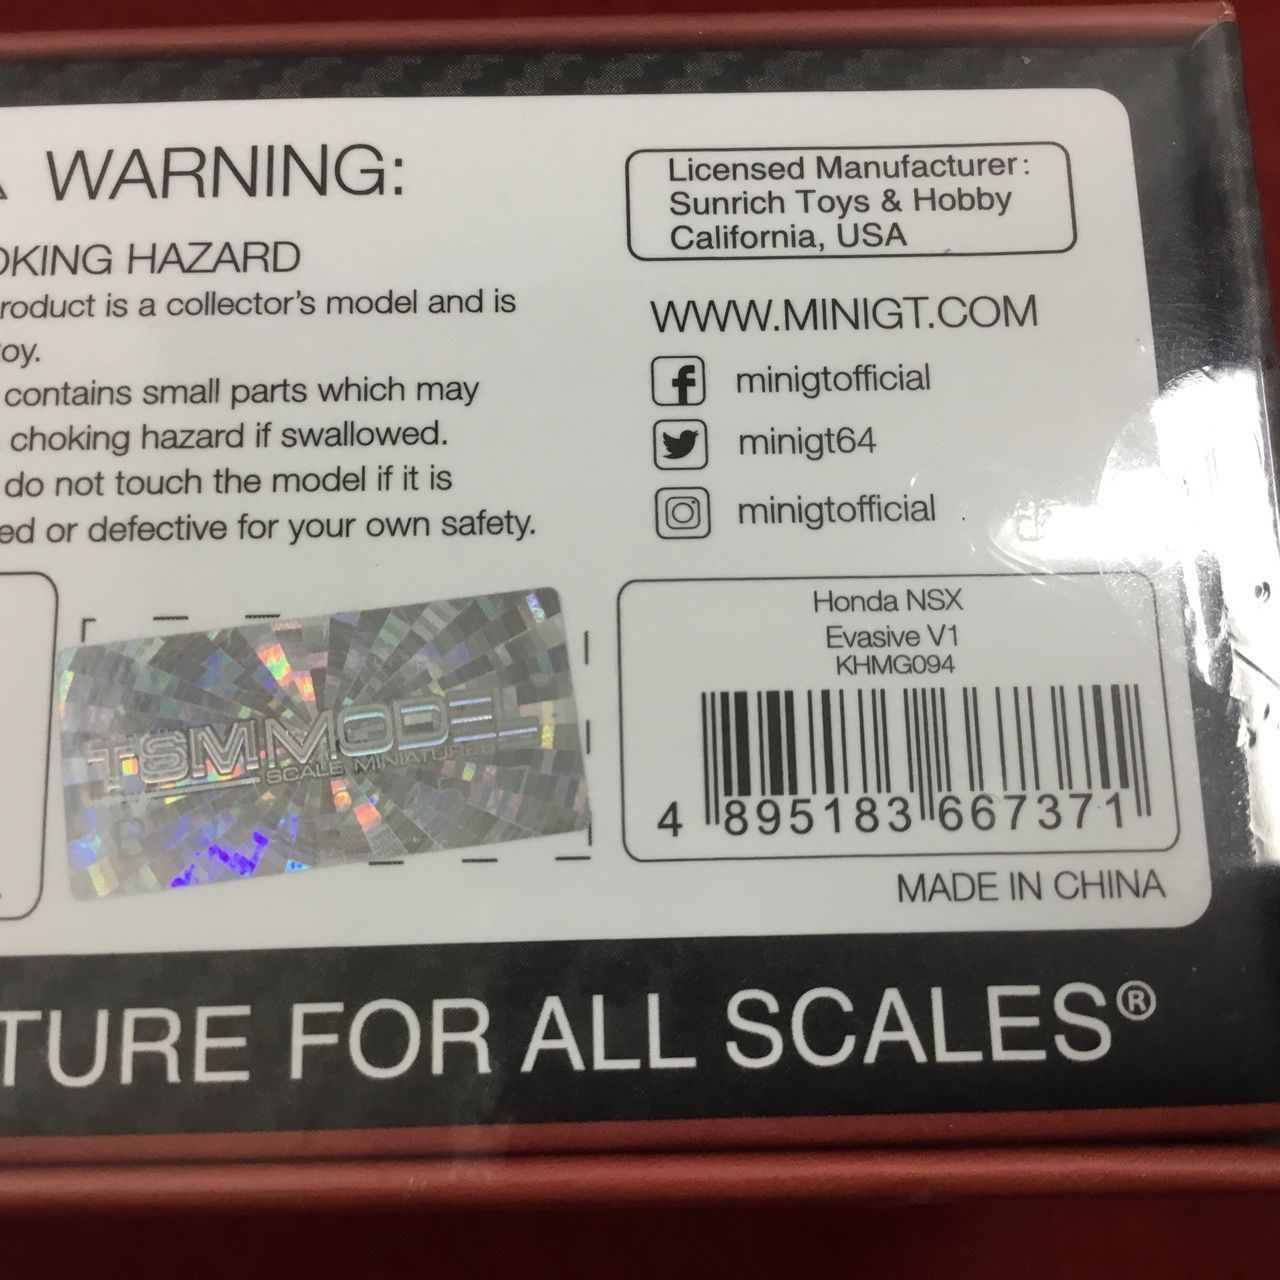 WARNING:
OKING HAZARD
roduct is a collector's model and is
oy.
contains small parts which may
choking hazard if swallowed.
do not touch the model if it is
ed or defective for your own safety.
Licensed Manufacturer:
Sunrich Toys & Hobby
California, USA
WWW.MINIGT.COM
minigtofficial
minigt64
minigtofficial
TSM MODEL
SCALE MINIATURES
Honda NSX
Evasive V1
KHMG094
4 895183 667371
MADE IN CHINA
TURE FOR ALL SCALES®